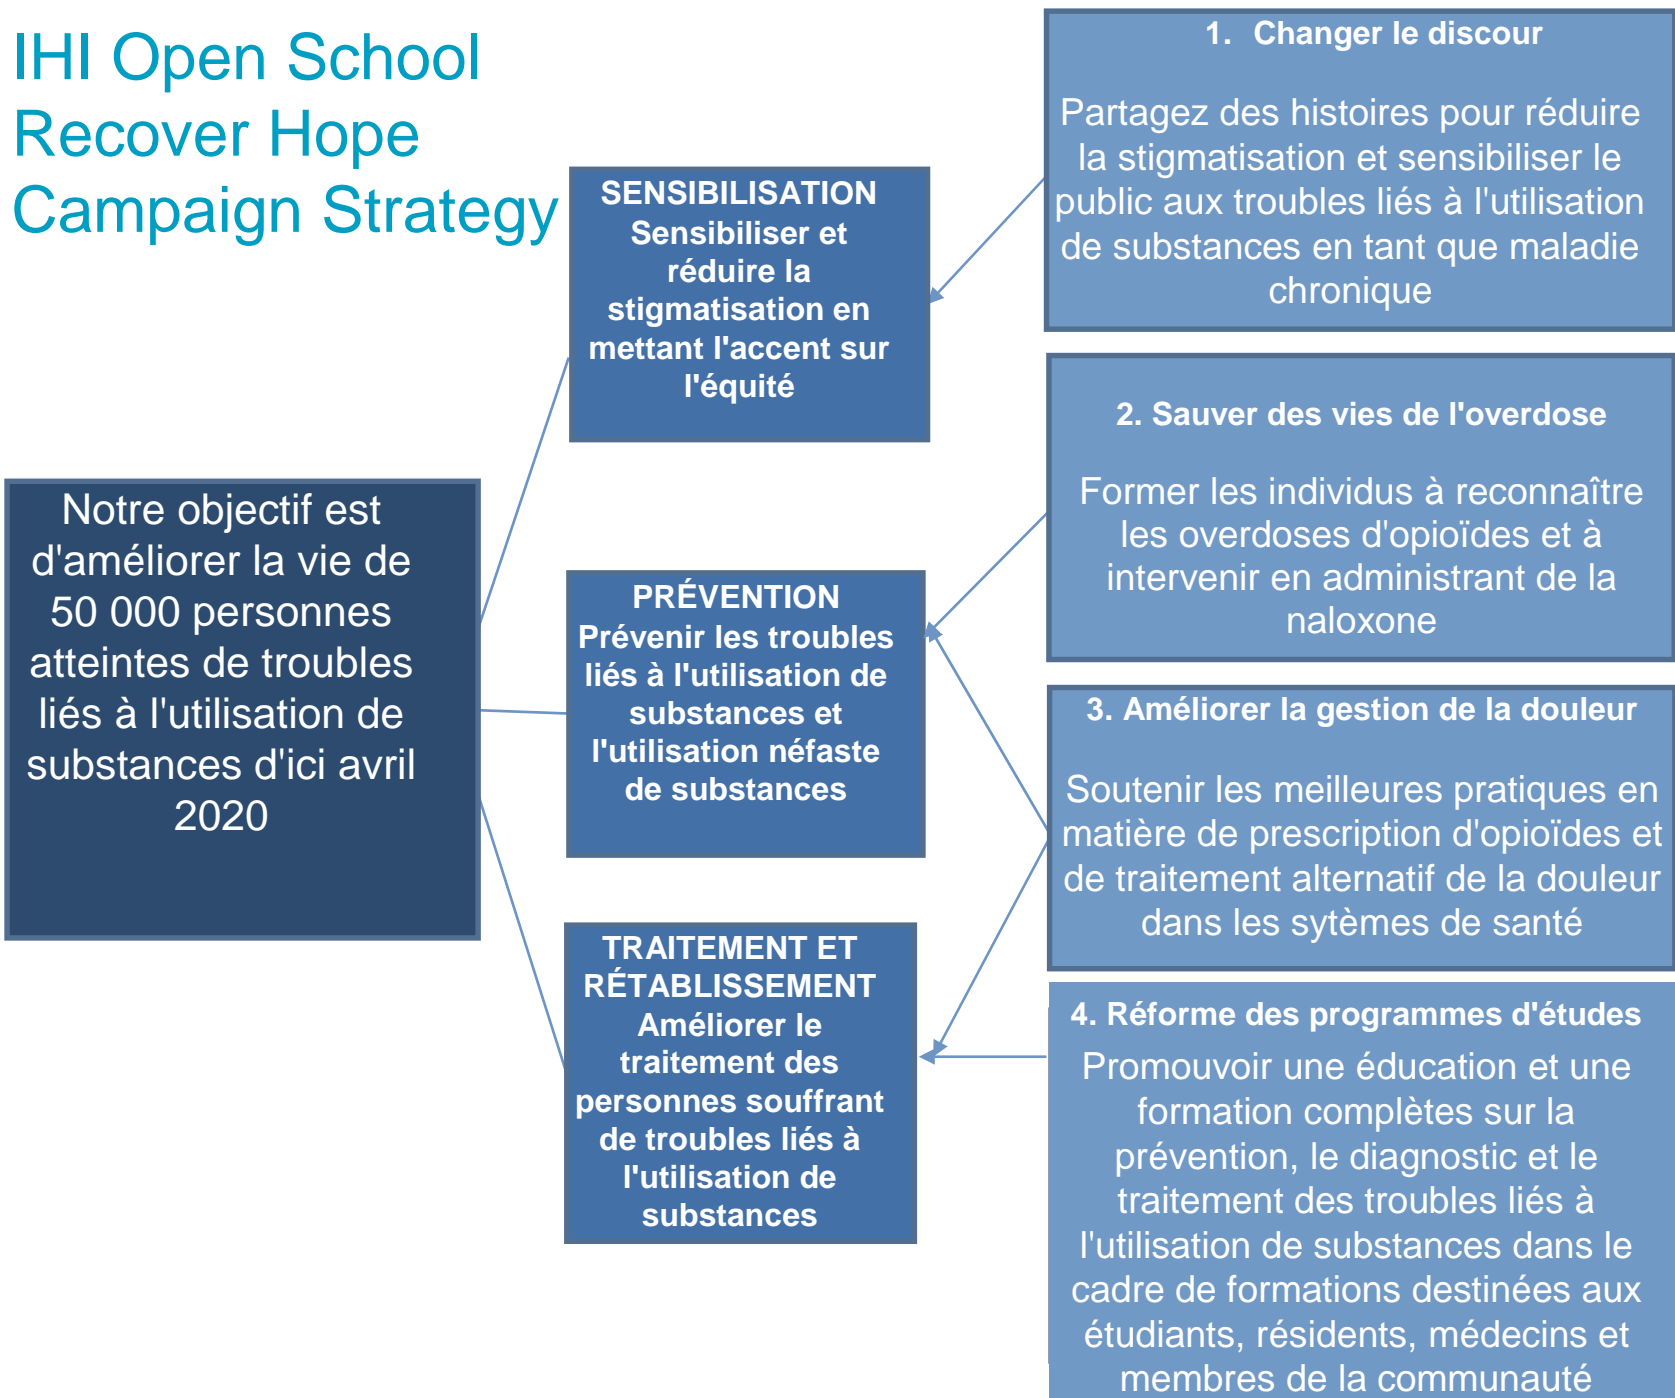 IHI Open School
Recover Hope
Campaign Strategy
Notre objectif est
d'améliorer la vie de
50 000 personnes
atteintes de troubles
liés à l'utilisation de
substances d'ici avril
2020
SENSIBILISATION
Sensibiliser et
réduire la
stigmatisation en
mettant l'accent sur
l'équité
PRÉVENTION
Prévenir les troubles
liés à l'utilisation de
substances et
l'utilisation néfaste
de substances
TRAITEMENT ET
RÉTABLISSEMENT
Améliorer le
traitement des
personnes souffrant
de troubles liés à
l'utilisation de
substances
1. Changer le discour
Partagez des histoires pour réduire
la stigmatisation et sensibiliser le
public aux troubles liés à l'utilisation
de substances en tant que maladie
chronique
2. Sauver des vies de l'overdose
Former les individus à reconnaître
les overdoses d'opioïdes et à
intervenir en administrant de la
naloxone
3. Améliorer la gestion de la douleur
Soutenir les meilleures pratiques en
matière de prescription d'opioïdes et
de traitement alternatif de la douleur
dans les sytèmes de santé
4. Réforme des programmes d'études
Promouvoir une éducation et une
formation complètes sur la
prévention, le diagnostic et le
traitement des troubles liés à
l'utilisation de substances dans le
cadre de formations destinées aux
étudiants, résidents, médecins et
membres de la communauté